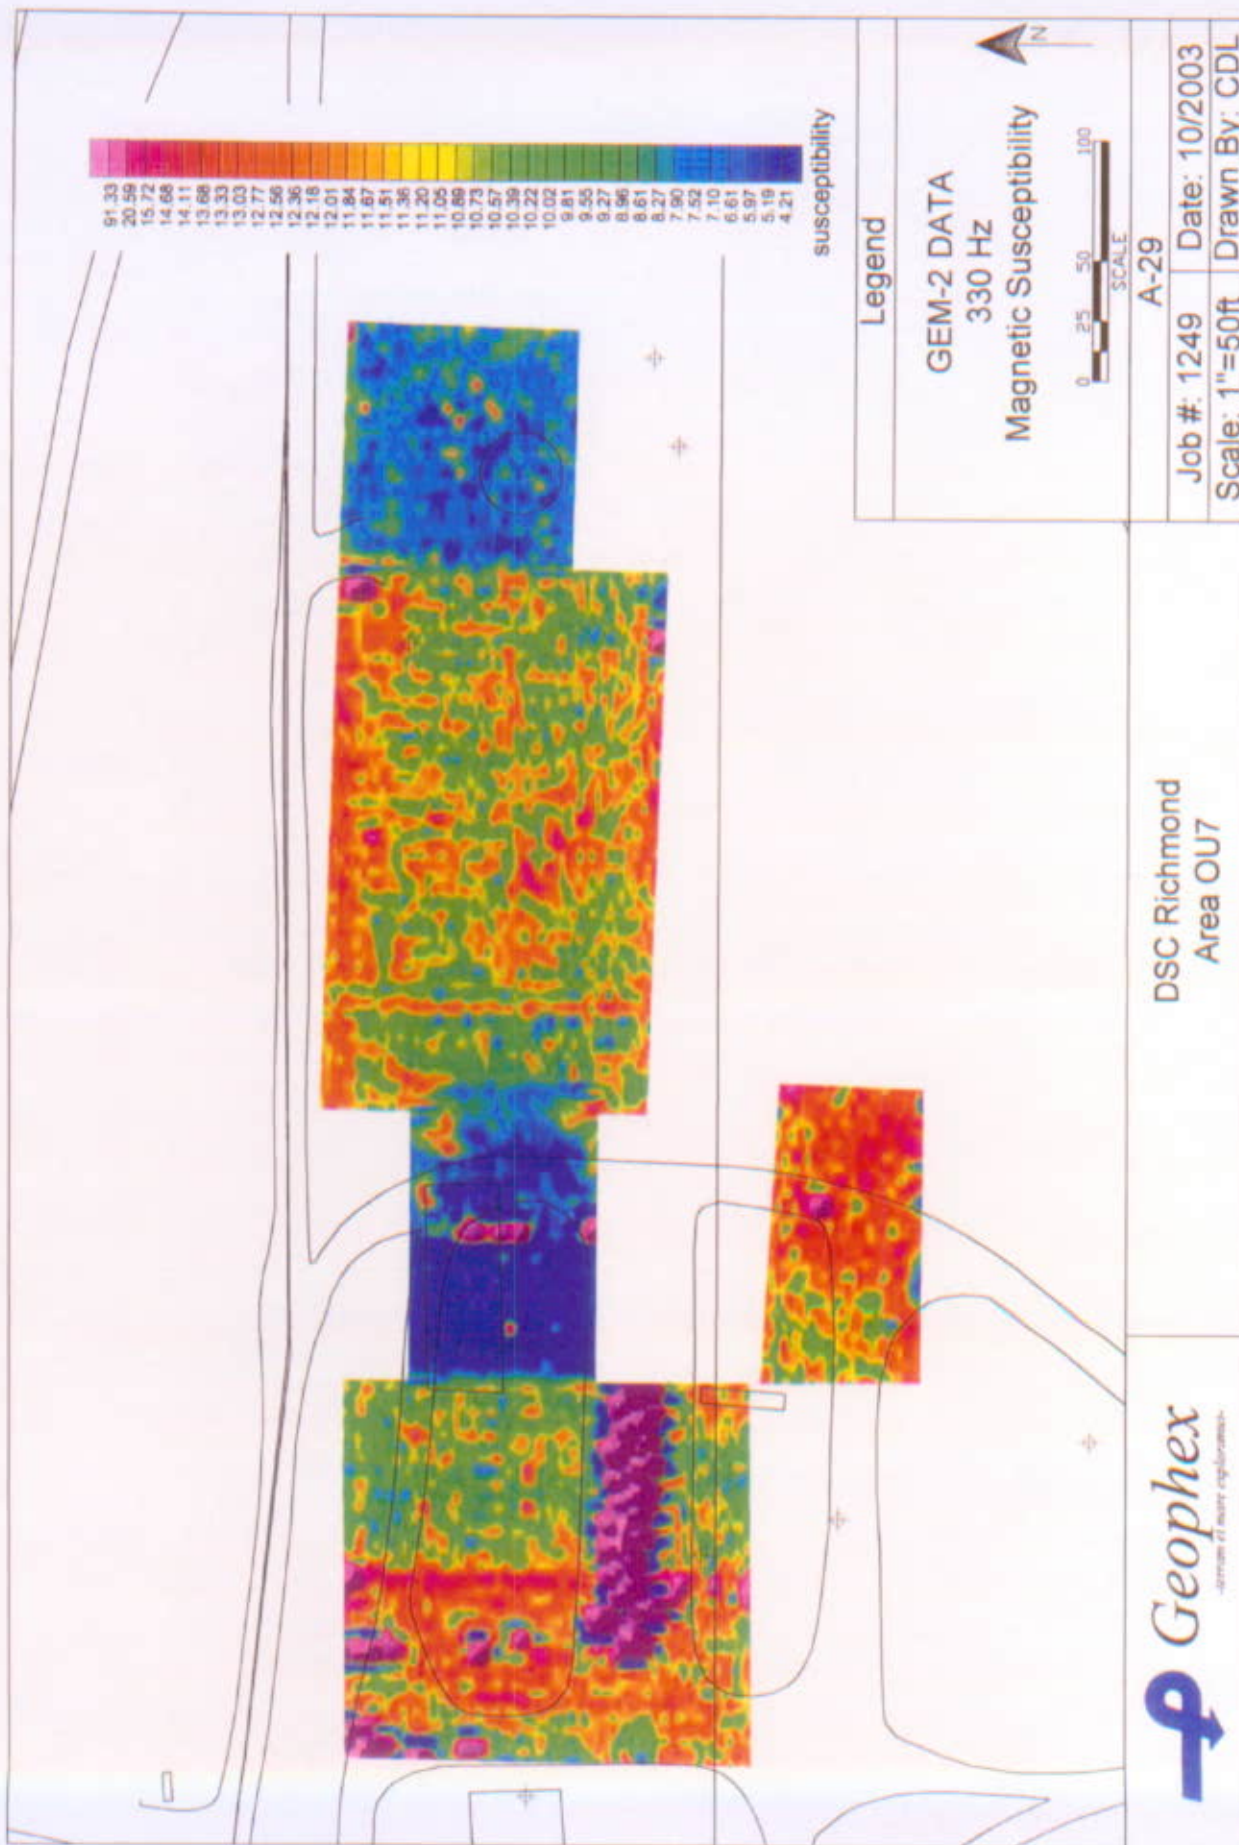 91.33
20.59
15.72
14.68
14.11
13.68
13.33
13.03
12.77
12.56
12.36
12.18
12.01
11.84
11.67
11.51
11.36
11.20
11.05
10.89
10.73
10.57
10.39
10.22
10.02
9.81
9.55
9.27
8.96
8.61
8.27
7.90
7.52
7.10
6.61
5.97
5.19
4.21
susceptibility
Legend
GEM-2 DATA
330 Hz
Magnetic Susceptibility
N
0 25 50 100
SCALE
A-29
Job #: 1249 Date: 10/2003
Scale: 1"=50ft Drawn By: CDL
DSC Richmond
Area OU7
Geophex